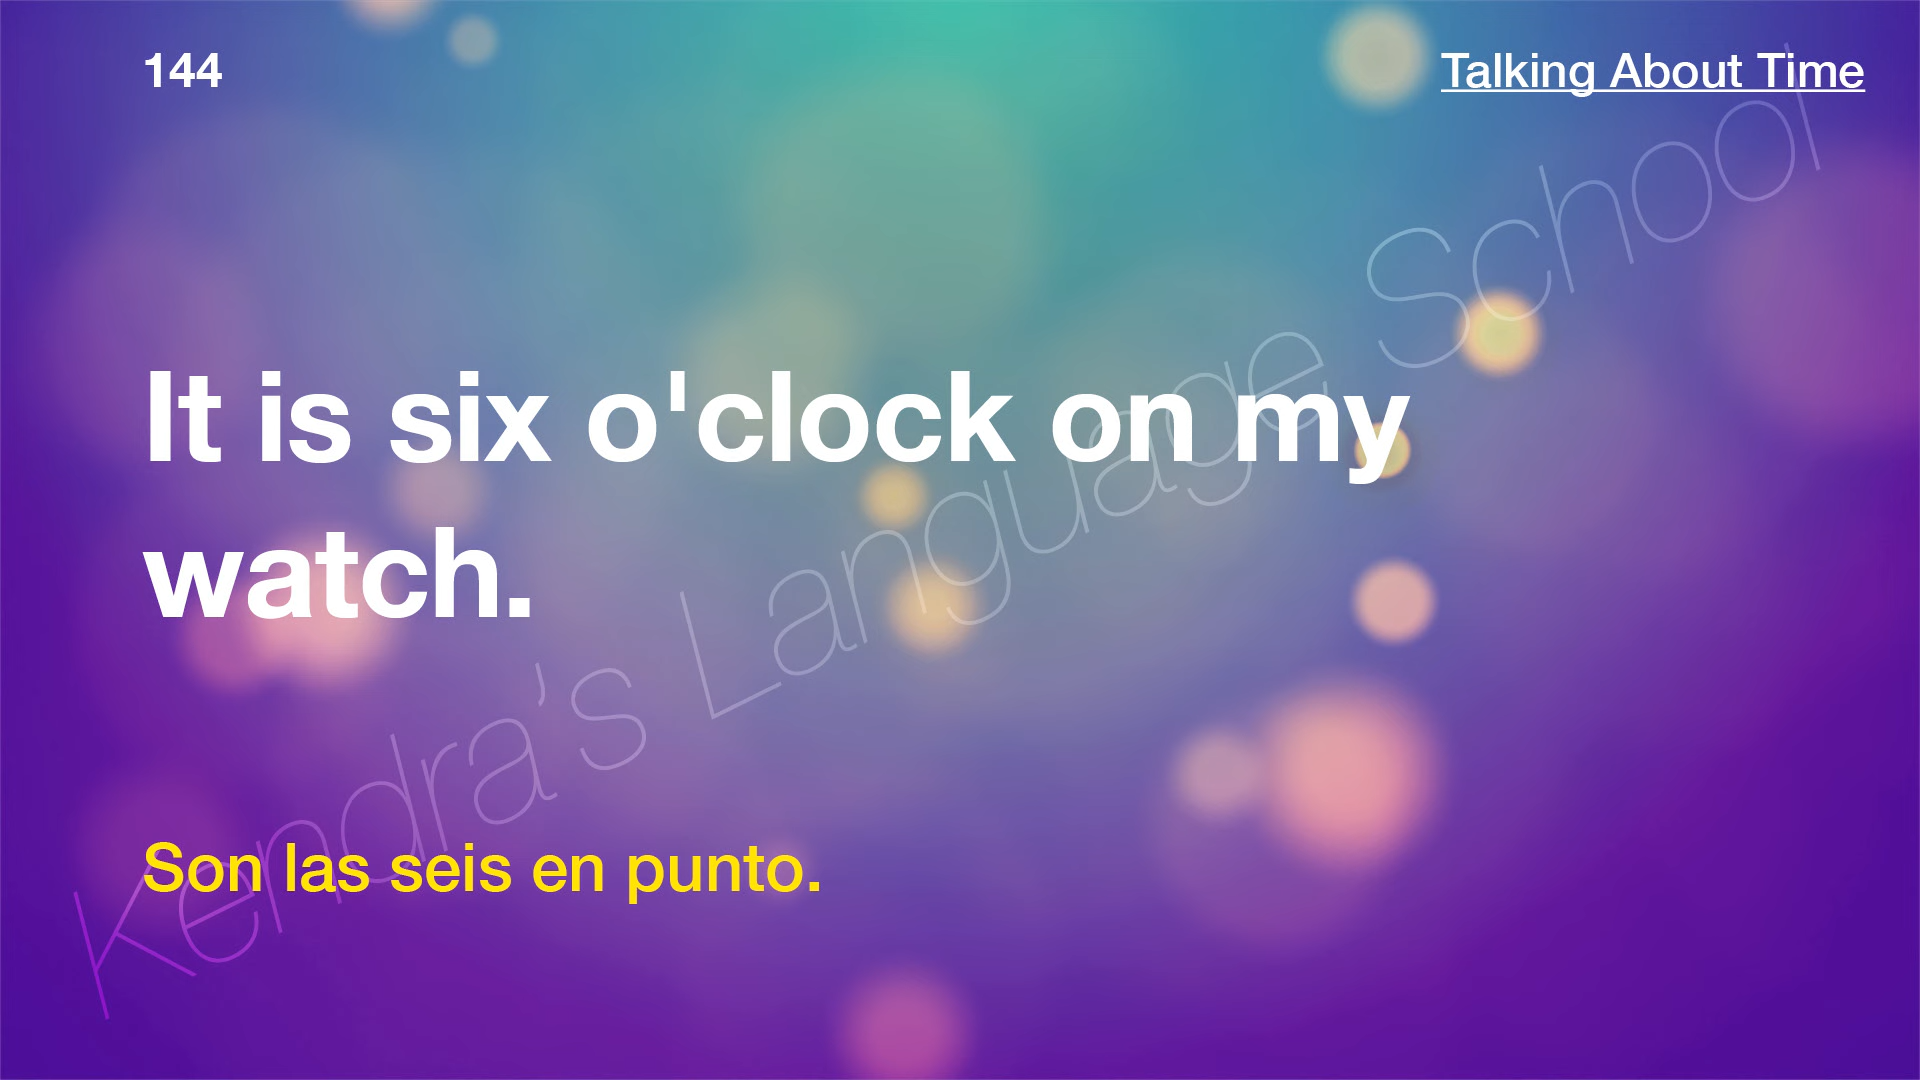 144
Talking About Time
It is six o'clock on my
watch.
Son las seis en punto.
Kendra's Language School